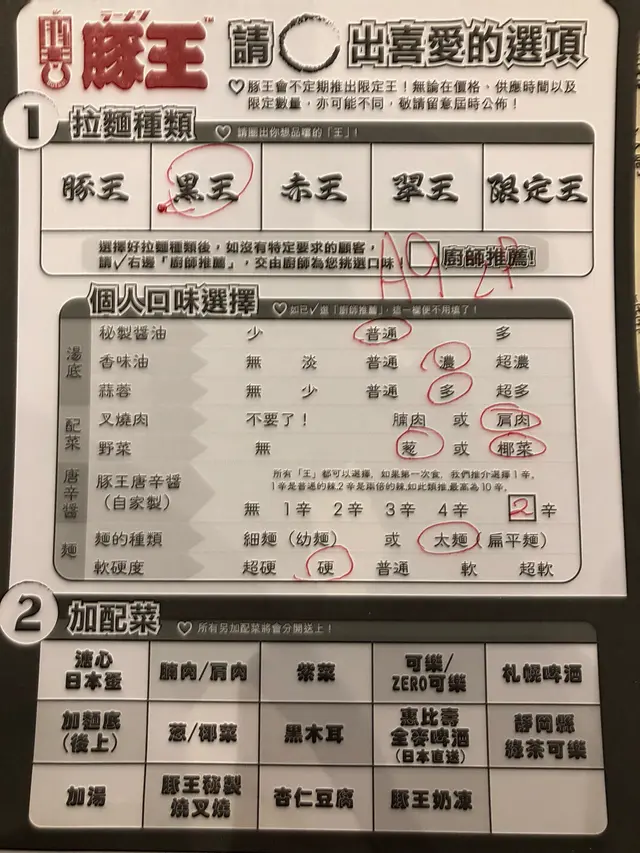 ラーメン
豚王™
請 ○ 出喜愛的選項
♡豚王會不定期推出限定王！無論在價格、供應時間以及
限定數量，亦可能不同，敬請留意屆時公佈！
1 拉麵種類 ♡ 請圈出你想品嚐的「王」！
豚王 黒王 赤王 翠王 限定王
選擇好拉麵種類後，如沒有特定要求的顧客，
請✓右邊「廚師推薦」，交由廚師為您挑選口味！ 廚師推薦!
A9
2P
個人口味選擇 ♡如已✓選「廚師推薦」，這一欄便不用填了！
湯底
秘製醬油 少 普通 多
香味油 無 淡 普通 濃 超濃
蒜蓉 無 少 普通 多 超多
配菜
叉燒肉 不要了！ 腩肉 或 肩肉
野菜 無 葱 或 椰菜
唐辛醬
豚王唐辛醬
（自家製）
所有「王」都可以選擇，如果第一次食，我們推介選擇1辛。
1辛是普通的辣，2辛是兩倍的辣，如此類推，最高為10辛。
無 1辛 2辛 3辛 4辛 2 辛
麵
麵的種類 細麵（幼麵） 或 太麵（扁平麵）
軟硬度 超硬 硬 普通 軟 超軟
2 加配菜 ♡ 所有另加配菜將會分開送上！
溏心
日本蛋
腩肉/肩肉
紫菜
可樂/
ZERO可樂
札幌啤酒
加麵底
（後上）
葱/椰菜
黒木耳
惠比壽
全麥啤酒
（日本直送）
靜岡縣
綠茶可樂
加湯
豚王秘製
燒叉燒
杏仁豆腐
豚王奶凍